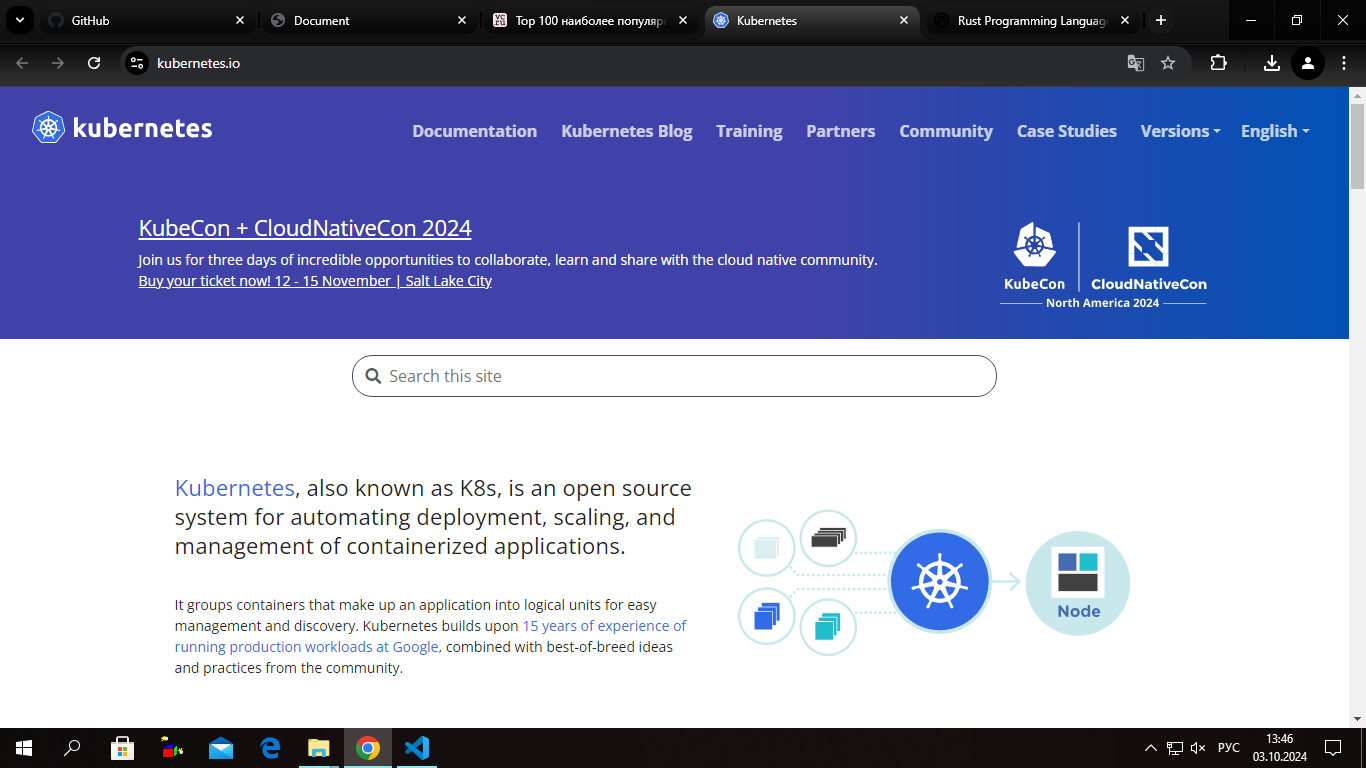 GitHub
Document
Top 100 наиболее популяр
Kubernetes
Rust Programming Languag
kubernetes.io
kubernetes
Documentation
Kubernetes Blog
Training
Partners
Community
Case Studies
Versions
English
KubeCon + CloudNativeCon 2024
Join us for three days of incredible opportunities to collaborate, learn and share with the cloud native community.
Buy your ticket now! 12 - 15 November | Salt Lake City
KubeCon
CloudNativeCon
North America 2024
Search this site
Kubernetes, also known as K8s, is an open source
system for automating deployment, scaling, and
management of containerized applications.
It groups containers that make up an application into logical units for easy
management and discovery. Kubernetes builds upon 15 years of experience of
running production workloads at Google, combined with best-of-breed ideas
and practices from the community.
Node
РУС
13:46
03.10.2024